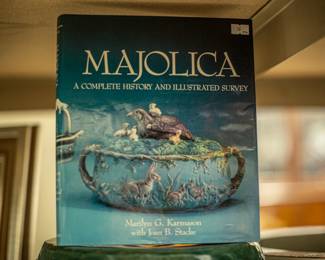 MAJOLICA
A COMPLETE HISTORY AND ILLUSTRATED SURVEY
Marilyn G. Karmason
with Joan B. Stacke